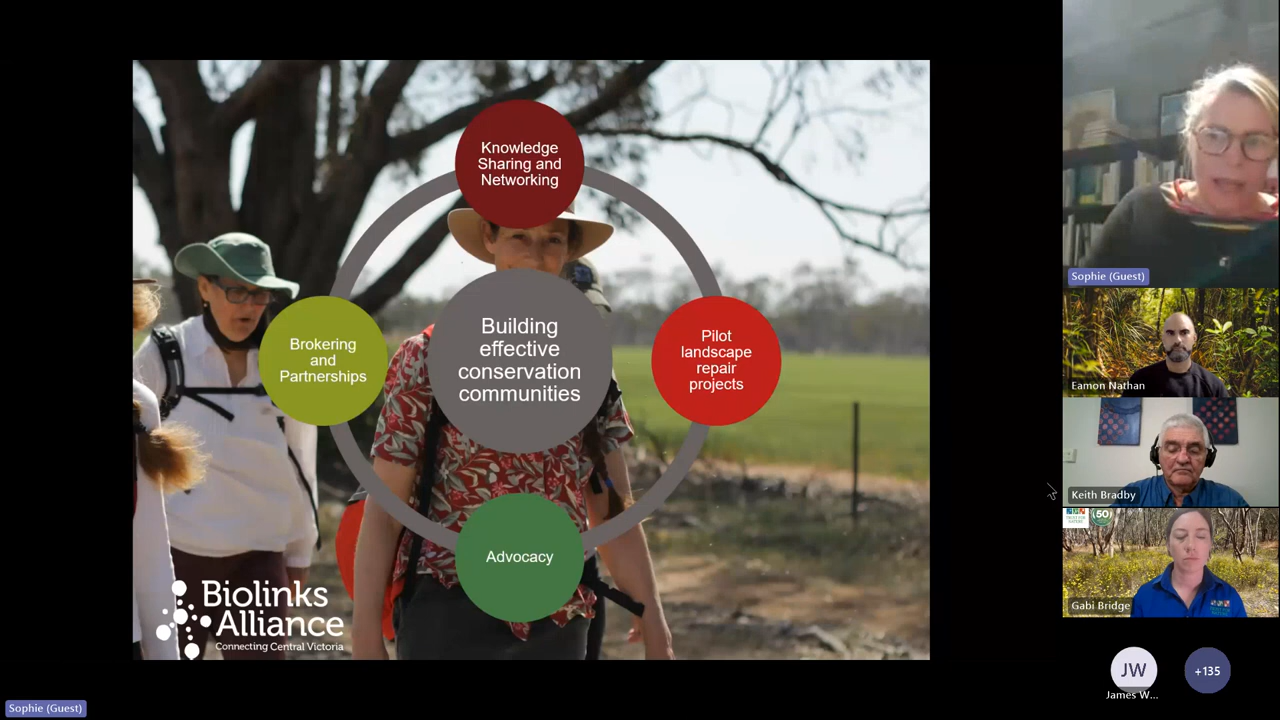 Knowledge
Sharing and
Networking
Brokering
and
Partnerships
Building
effective
conservation
communities
Pilot
landscape
repair
projects
Advocacy
Biolinks
Alliance
Connecting Central Victoria
Sophie (Guest)
Sophie (Guest)
Eamon Nathan
Keith Bradby
50
Gabi Bridge
JW
James W...
+135